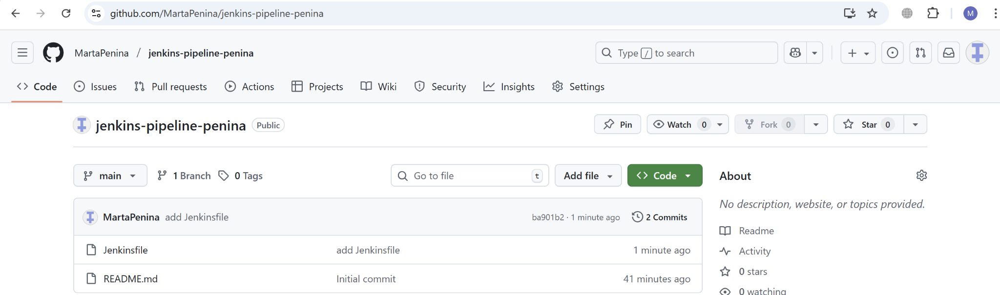 github.com/MartaPenina/jenkins-pipeline-penina
M
MartaPenina / jenkins-pipeline-penina
Type / to search
Code Issues Pull requests Actions Projects Wiki Security Insights Settings
jenkins-pipeline-penina Public
Pin Watch 0 Fork 0 Star 0
main 1 Branch 0 Tags Go to file t Add file Code
About
No description, website, or topics provided.
MartaPenina add Jenkinsfile ba901b2 · 1 minute ago 2 Commits
Jenkinsfile add Jenkinsfile 1 minute ago
README.md Initial commit 41 minutes ago
Readme
Activity
0 stars
0 watching